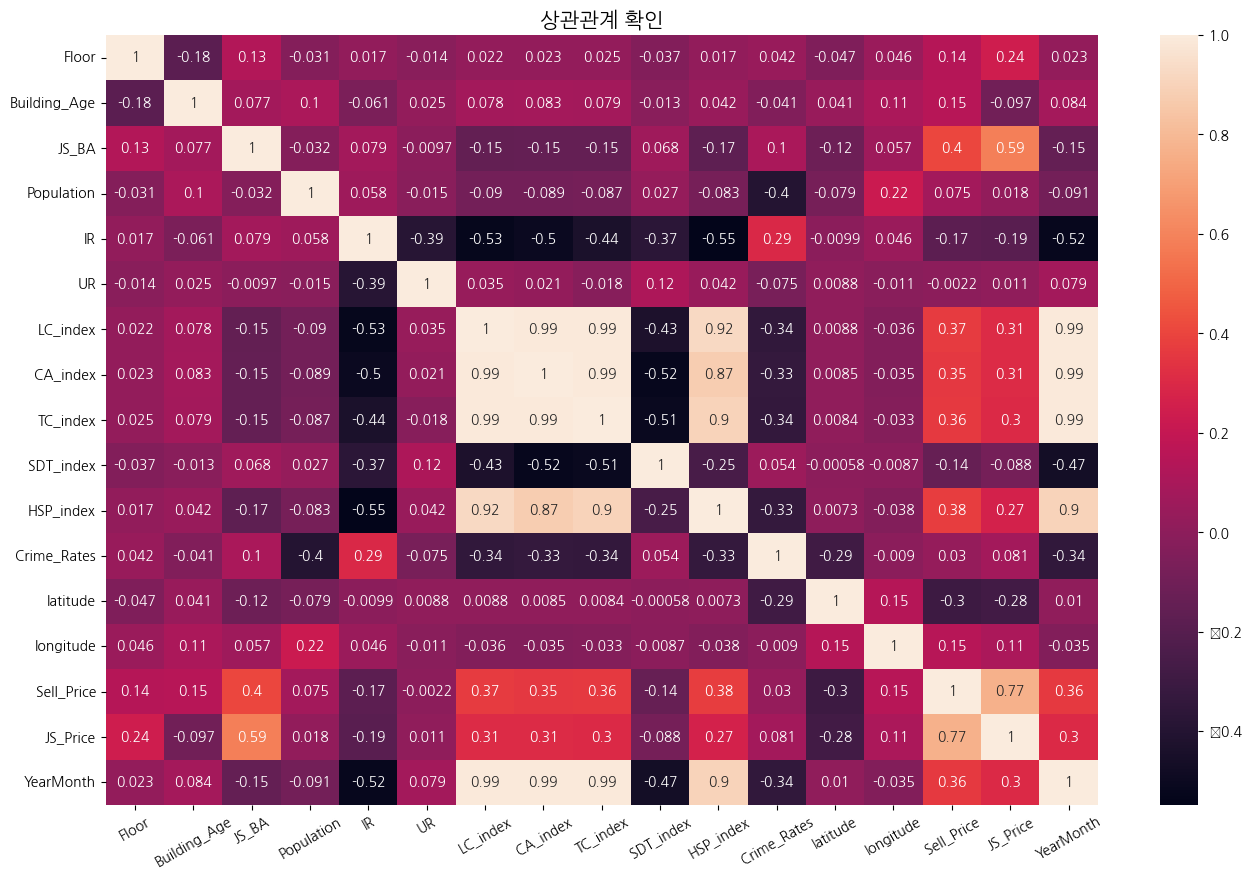 상관관계 확인
Floor 1 -0.18 0.13 -0.031 0.017 -0.014 0.022 0.023 0.025 -0.037 0.017 0.042 -0.047 0.046 0.14 0.24 0.023
Building_Age -0.18 1 0.077 0.1 -0.061 0.025 0.078 0.083 0.079 -0.013 0.042 -0.041 0.041 0.11 0.15 -0.097 0.084
JS_BA 0.13 0.077 1 -0.032 0.079 -0.0097 -0.15 -0.15 -0.15 0.068 -0.17 0.1 -0.12 0.057 0.4 0.59 -0.15
Population -0.031 0.1 -0.032 1 0.058 -0.015 -0.09 -0.089 -0.087 0.027 -0.083 -0.4 -0.079 0.22 0.075 0.018 -0.091
IR 0.017 -0.061 0.079 0.058 1 -0.39 -0.53 -0.5 -0.44 -0.37 -0.55 0.29 -0.0099 0.046 -0.17 -0.19 -0.52
UR -0.014 0.025 -0.0097 -0.015 -0.39 1 0.035 0.021 -0.018 0.12 0.042 -0.075 0.0088 -0.011 -0.0022 0.011 0.079
LC_index 0.022 0.078 -0.15 -0.09 -0.53 0.035 1 0.99 0.99 -0.43 0.92 -0.34 0.0088 -0.036 0.37 0.31 0.99
CA_index 0.023 0.083 -0.15 -0.089 -0.5 0.021 0.99 1 0.99 -0.52 0.87 -0.33 0.0085 -0.035 0.35 0.31 0.99
TC_index 0.025 0.079 -0.15 -0.087 -0.44 -0.018 0.99 0.99 1 -0.51 0.9 -0.34 0.0084 -0.033 0.36 0.3 0.99
SDT_index -0.037 -0.013 0.068 0.027 -0.37 0.12 -0.43 -0.52 -0.51 1 -0.25 0.054 -0.00058 -0.0087 -0.14 -0.088 -0.47
HSP_index 0.017 0.042 -0.17 -0.083 -0.55 0.042 0.92 0.87 0.9 -0.25 1 -0.33 0.0073 -0.038 0.38 0.27 0.9
Crime_Rates 0.042 -0.041 0.1 -0.4 0.29 -0.075 -0.34 -0.33 -0.34 0.054 -0.33 1 -0.29 -0.009 0.03 0.081 -0.34
latitude -0.047 0.041 -0.12 -0.079 -0.0099 0.0088 0.0088 0.0085 0.0084 -0.00058 0.0073 -0.29 1 0.15 -0.3 -0.28 0.01
longitude 0.046 0.11 0.057 0.22 0.046 -0.011 -0.036 -0.035 -0.033 -0.0087 -0.038 -0.009 0.15 1 0.15 0.11 -0.035
Sell_Price 0.14 0.15 0.4 0.075 -0.17 -0.0022 0.37 0.35 0.36 -0.14 0.38 0.03 -0.3 0.15 1 0.77 0.36
JS_Price 0.24 -0.097 0.59 0.018 -0.19 0.011 0.31 0.31 0.3 -0.088 0.27 0.081 -0.28 0.11 0.77 1 0.3
YearMonth 0.023 0.084 -0.15 -0.091 -0.52 0.079 0.99 0.99 0.99 -0.47 0.9 -0.34 0.01 -0.035 0.36 0.3 1
Floor Building_Age JS_BA Population IR UR LC_index CA_index TC_index SDT_index HSP_index Crime_Rates latitude longitude Sell_Price JS_Price YearMonth
1.0
0.8
0.6
0.4
0.2
0.0
0.2
0.4